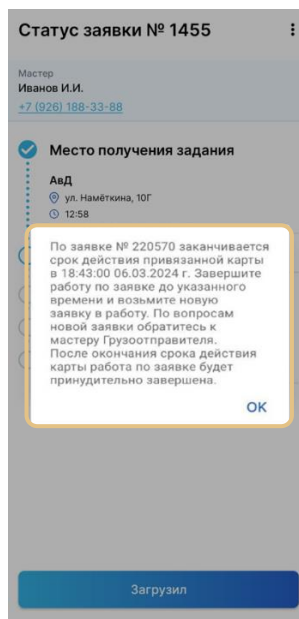 Статус заявки № 1455
Мастер
Иванов И.И.
+7 (926) 188-33-88
Место получения задания
АвД
ул. Намёткина, 10Г
12:58
По заявке № 220570 заканчивается
срок действия привязанной карты
в 18:43:00 06.03.2024 г. Завершите
работу по заявке до указанного
времени и возьмите новую
заявку в работу. По вопросам
новой заявки обратитесь к
мастеру Грузоотправителя.
После окончания срока действия
карты работа по заявке будет
принудительно завершена.
OK
Загрузил